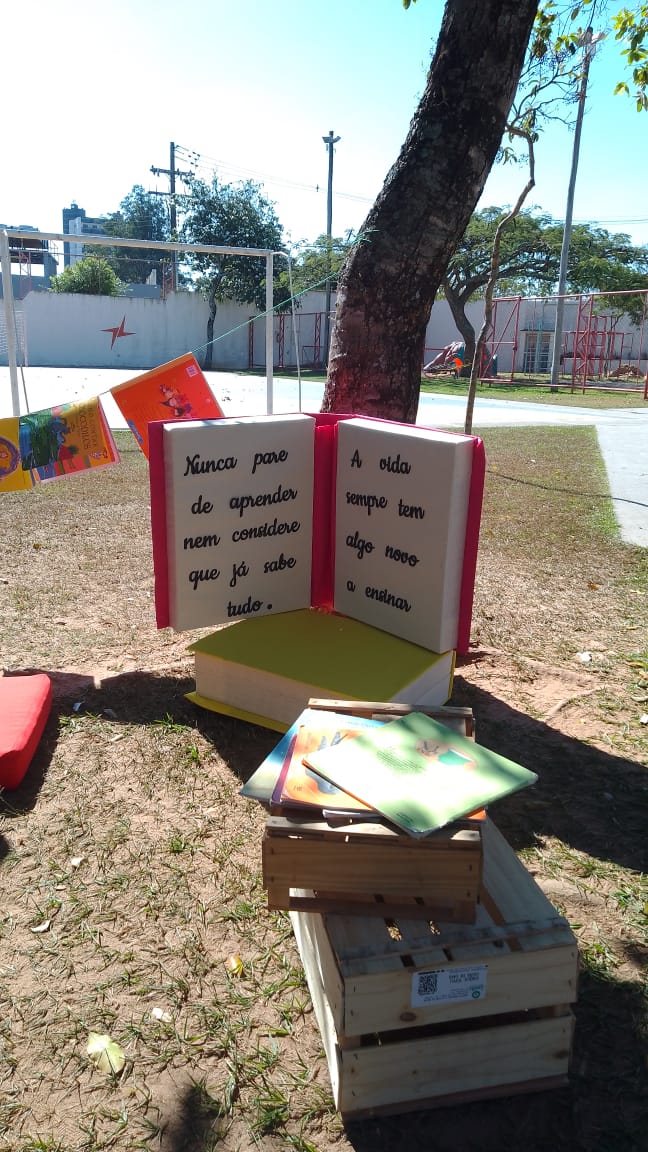 Nunca pare
de aprender
nem considere
que já sabe
tudo.
A vida
sempre tem
algo novo
a ensinar